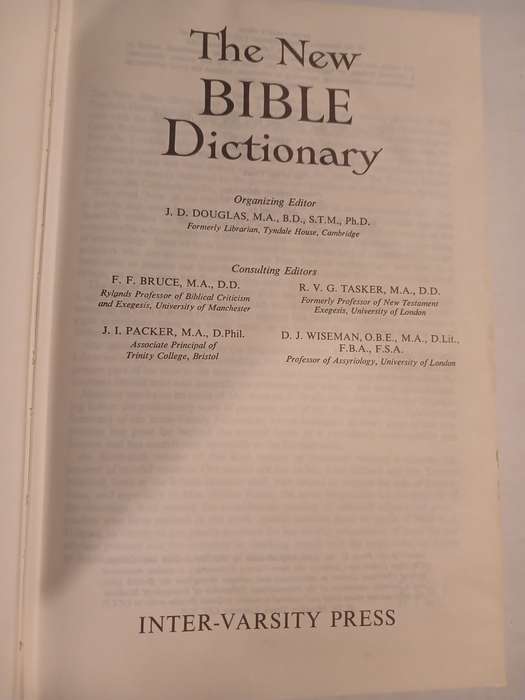 The New
BIBLE
Dictionary
Organizing Editor
J. D. DOUGLAS, M.A., B.D., S.T.M., Ph.D.
Formerly Librarian, Tyndale House, Cambridge
Consulting Editors
F. F. BRUCE, M.A., D.D.
Rylands Professor of Biblical Criticism
and Exegesis, University of Manchester
R. V. G. TASKER, M.A., D.D.
Formerly Professor of New Testament
Exegesis, University of London
J. I. PACKER, M.A., D.Phil.
Associate Principal of
Trinity College, Bristol
D. J. WISEMAN, O.B.E., M.A., D.Lit.,
F.B.A., F.S.A.
Professor of Assyriology, University of London
INTER-VARSITY PRESS